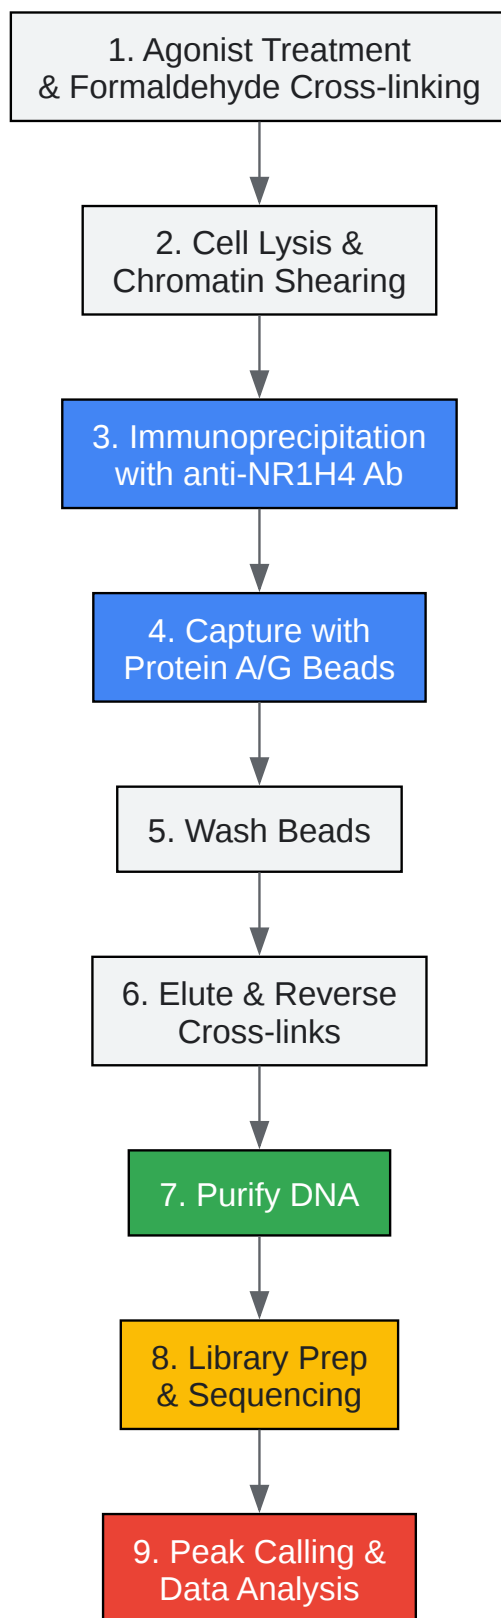 1. Agonist Treatment
& Formaldehyde Cross-linking
2. Cell Lysis &
Chromatin Shearing
3. Immunoprecipitation
with anti-NR1H4 Ab
4. Capture with
Protein A/G Beads
5. Wash Beads
6. Elute & Reverse
Cross-links
7. Purify DNA
8. Library Prep
& Sequencing
9. Peak Calling &
Data Analysis